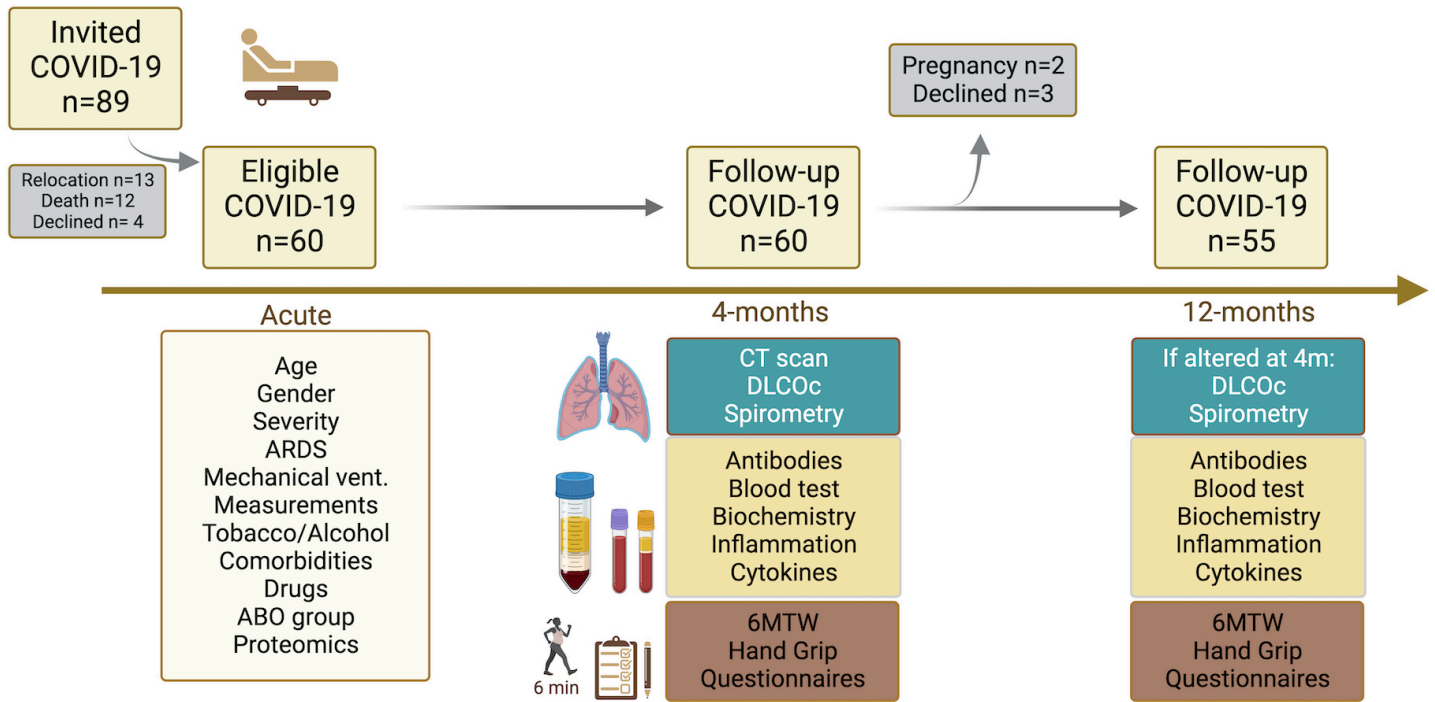 Invited
COVID-19
n=89
Relocation n=13
Death n=12
Declined n= 4
Eligible
COVID-19
n=60
Follow-up
COVID-19
n=60
Pregnancy n=2
Declined n=3
Follow-up
COVID-19
n=55
Acute
Age
Gender
Severity
ARDS
Mechanical vent.
Measurements
Tobacco/Alcohol
Comorbidities
Drugs
ABO group
Proteomics
4-months
CT scan
DLCOc
Spirometry
Antibodies
Blood test
Biochemistry
Inflammation
Cytokines
6 min
6MTW
Hand Grip
Questionnaires
12-months
If altered at 4m:
DLCOc
Spirometry
Antibodies
Blood test
Biochemistry
Inflammation
Cytokines
6MTW
Hand Grip
Questionnaires